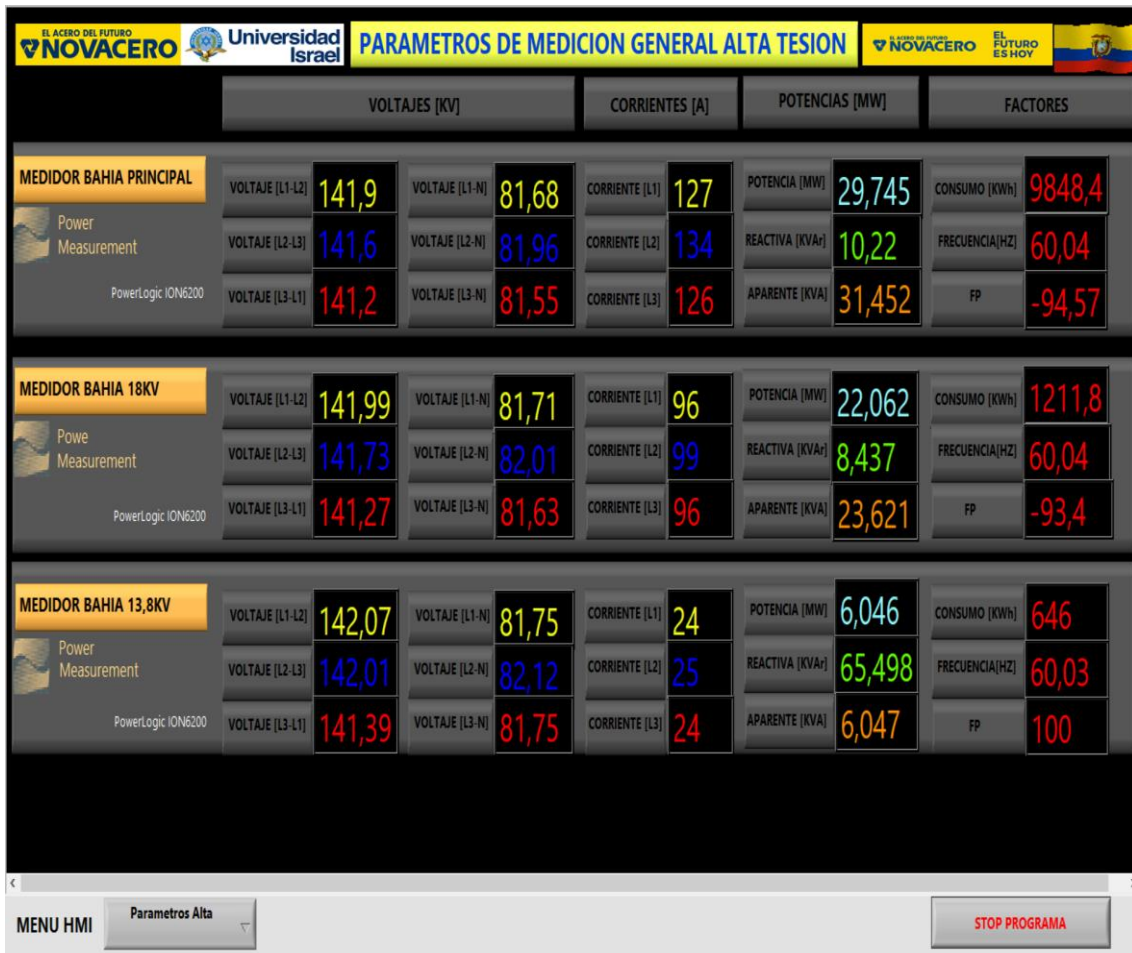 EL ACERO DEL FUTURO
NOVACERO
Universidad
Israel
PARAMETROS DE MEDICION GENERAL ALTA TESION
EL ACERO DEL FUTURO
NOVACERO
EL
FUTURO
ES HOY
VOLTAJES [KV] CORRIENTES [A] POTENCIAS [MW] FACTORES
MEDIDOR BAHIA PRINCIPAL
Power
Measurement
PowerLogic ION6200
VOLTAJE [L1-L2] 141,9 VOLTAJE [L1-N] 81,68 CORRIENTE [L1] 127 POTENCIA [MW] 29,745 CONSUMO [KWh] 9848,4
VOLTAJE [L2-L3] 141,6 VOLTAJE [L2-N] 81,96 CORRIENTE [L2] 134 REACTIVA [KVAr] 10,22 FRECUENCIA[HZ] 60,04
VOLTAJE [L3-L1] 141,2 VOLTAJE [L3-N] 81,55 CORRIENTE [L3] 126 APARENTE [KVA] 31,452 FP -94,57
MEDIDOR BAHIA 18KV
Powe
Measurement
PowerLogic ION6200
VOLTAJE [L1-L2] 141,99 VOLTAJE [L1-N] 81,71 CORRIENTE [L1] 96 POTENCIA [MW] 22,062 CONSUMO [KWh] 1211,8
VOLTAJE [L2-L3] 141,73 VOLTAJE [L2-N] 82,01 CORRIENTE [L2] 99 REACTIVA [KVAr] 8,437 FRECUENCIA[HZ] 60,04
VOLTAJE [L3-L1] 141,27 VOLTAJE [L3-N] 81,63 CORRIENTE [L3] 96 APARENTE [KVA] 23,621 FP -93,4
MEDIDOR BAHIA 13,8KV
Power
Measurement
PowerLogic ION6200
VOLTAJE [L1-L2] 142,07 VOLTAJE [L1-N] 81,75 CORRIENTE [L1] 24 POTENCIA [MW] 6,046 CONSUMO [KWh] 646
VOLTAJE [L2-L3] 142,01 VOLTAJE [L2-N] 82,12 CORRIENTE [L2] 25 REACTIVA [KVAr] 65,498 FRECUENCIA[HZ] 60,03
VOLTAJE [L3-L1] 141,39 VOLTAJE [L3-N] 81,75 CORRIENTE [L3] 24 APARENTE [KVA] 6,047 FP 100
MENU HMI
Parametros Alta
STOP PROGRAMA